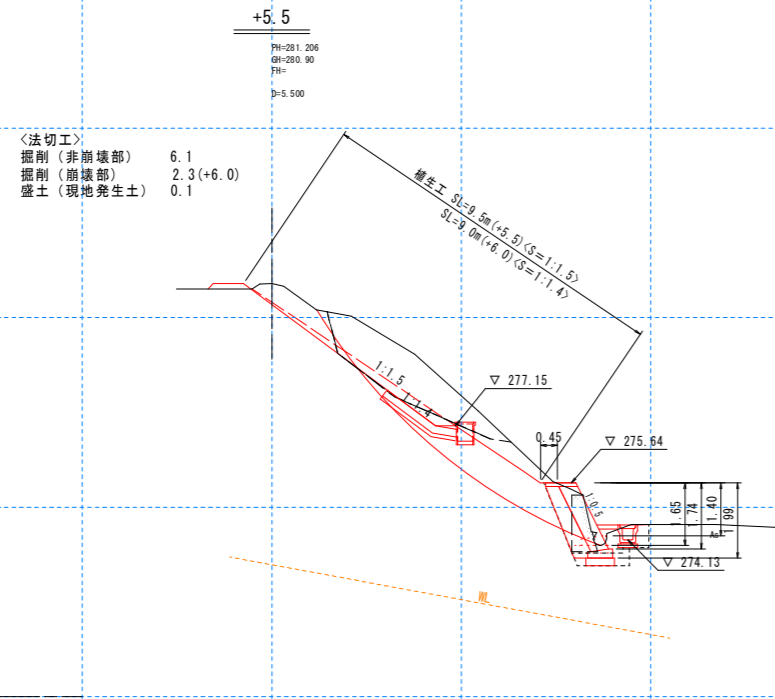 +5.5
PH=281.206
GH=280.90
FH=
D=5.500
〈法切工〉
掘削（非崩壊部） 6.1
掘削（崩壊部） 2.3(+6.0)
盛土（現地発生土） 0.1
植生工 SL=9.5m(+5.5)〈S=1:1.5〉
SL=9.0m(+6.0)〈S=1:1.4〉
1:1.5
1:1.4
▽ 277.15
0.45
▽ 275.64
1:0.5
1.65
1.74
1.40
1.99
As
▽ 274.13
WL